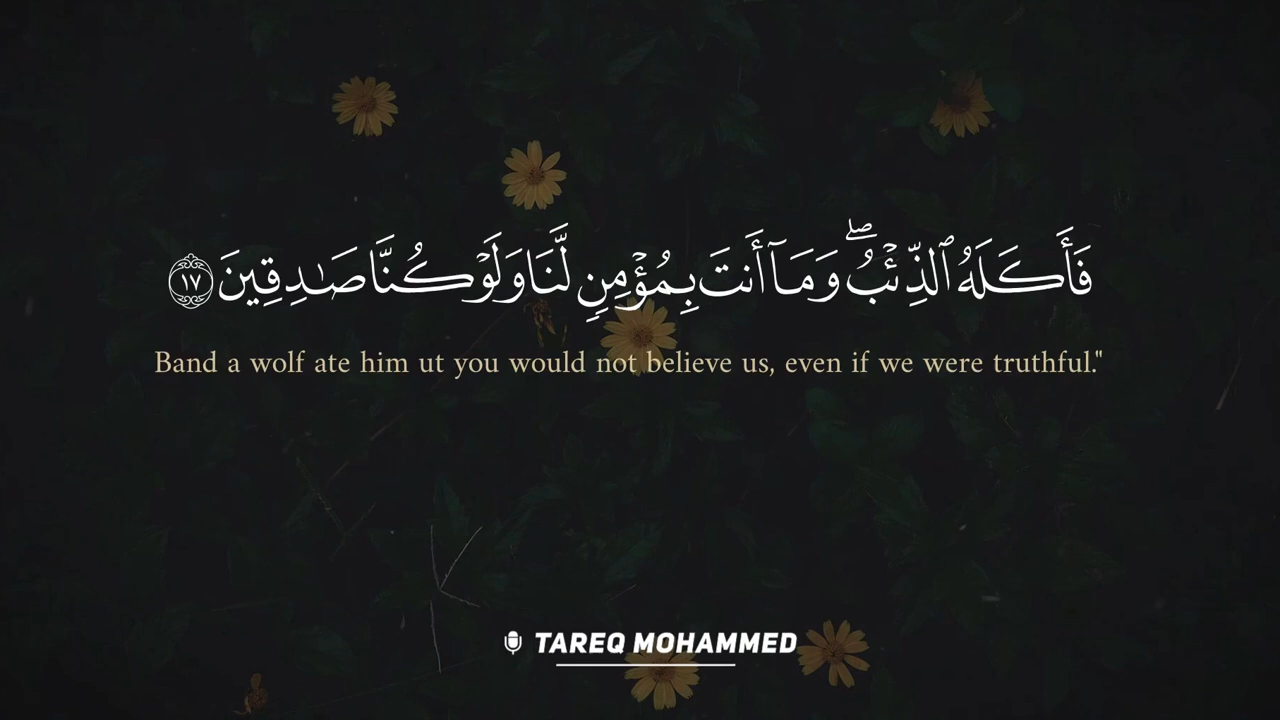 فَأَكَلَهُ ٱلذِّئۡبُۖ وَمَآ أَنتَ بِمُؤۡمِنٖ لَّنَا وَلَوۡ كُنَّا صَٰدِقِينَ ١٧
Band a wolf ate him ut you would not believe us, even if we were truthful."
TAREQ MOHAMMED